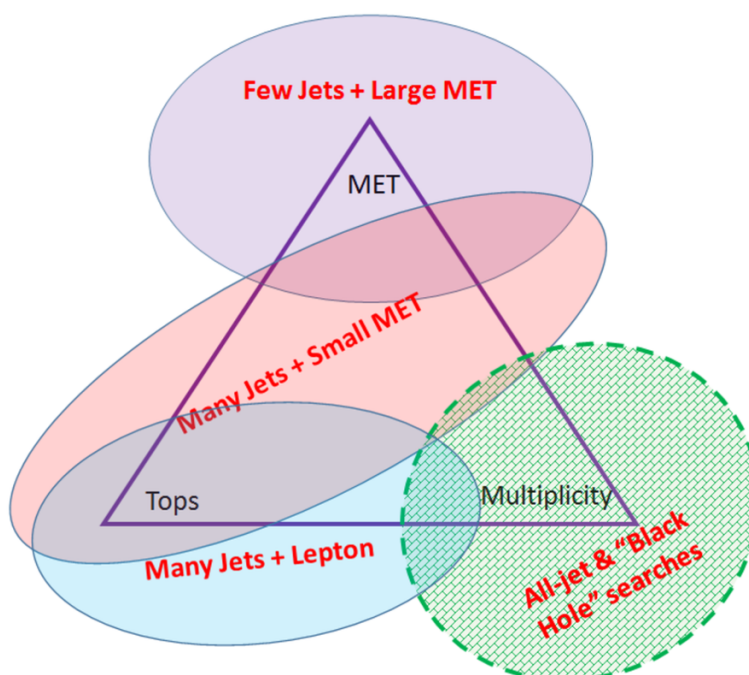 Few Jets + Large MET
MET
Many Jets + Small MET
Tops
Multiplicity
Many Jets + Lepton
All-jet & “Black
Hole” searches